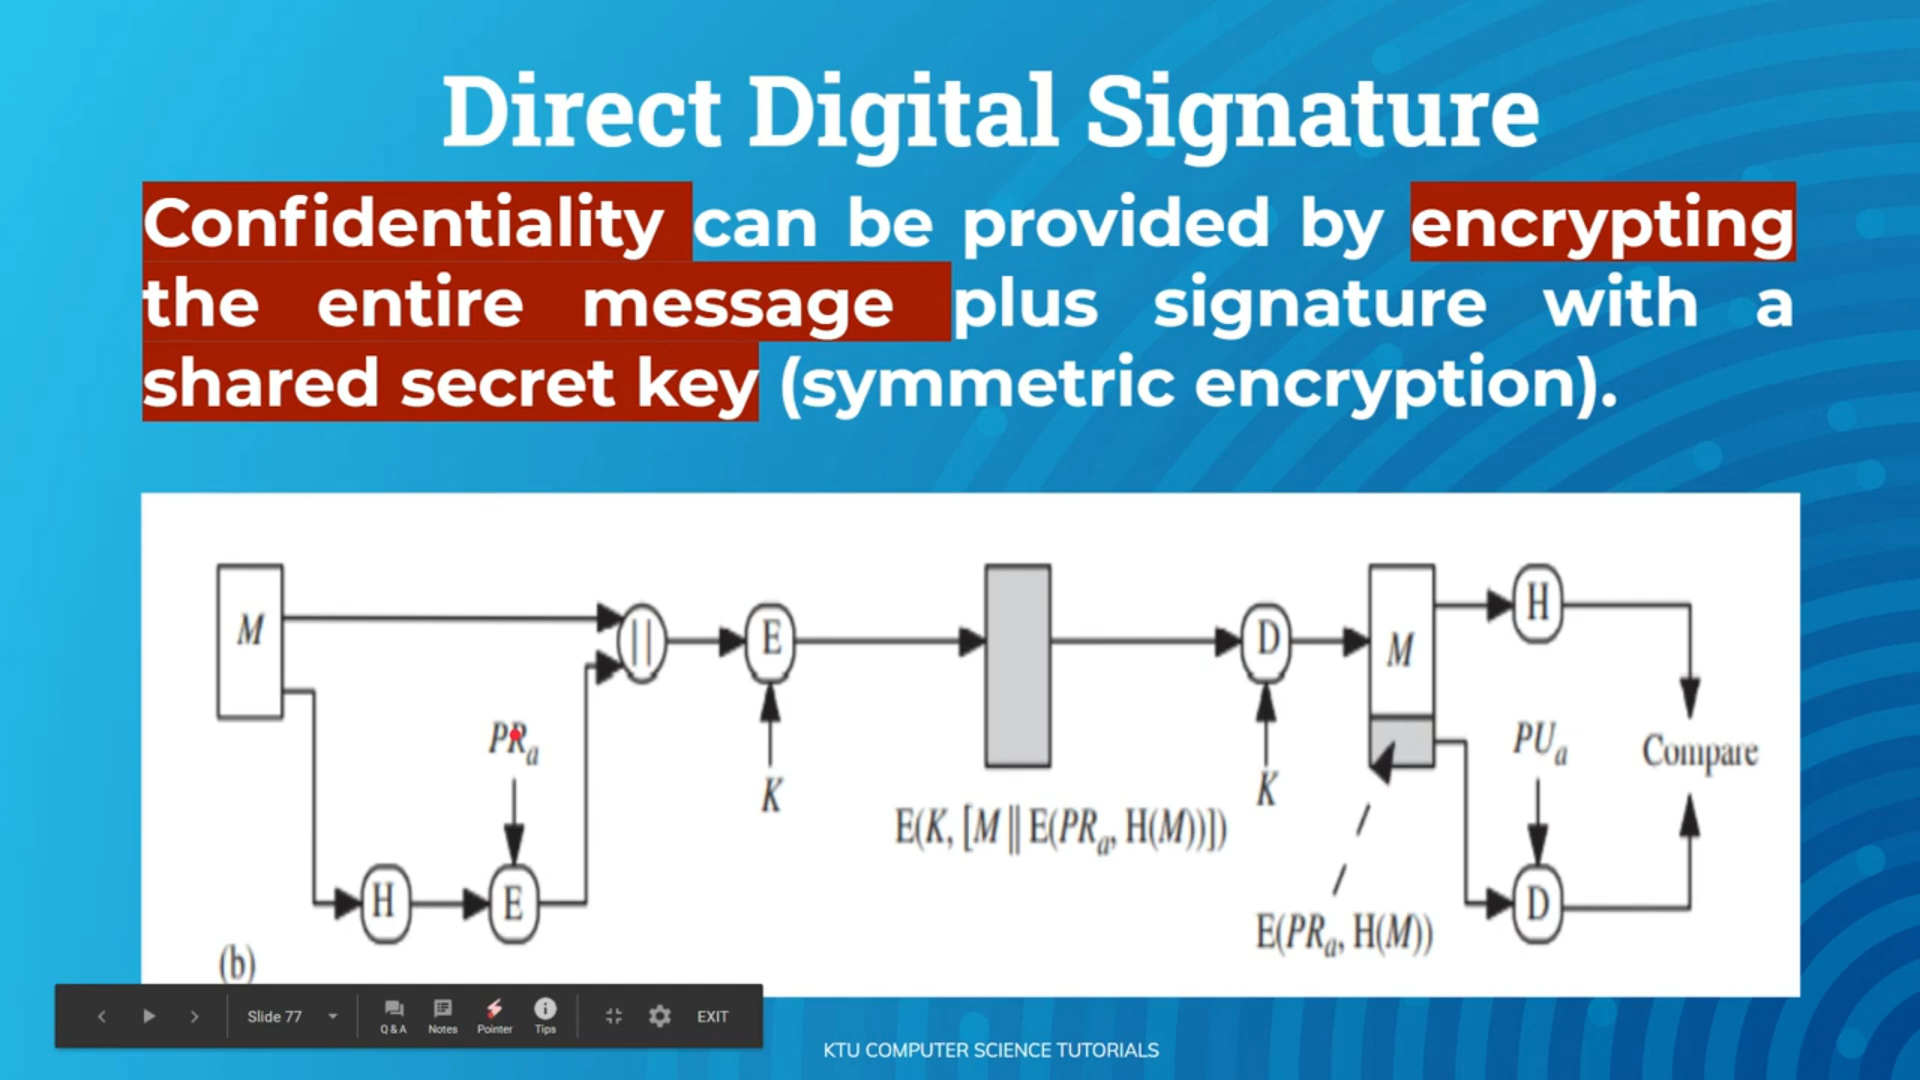 Direct Digital Signature
Confidentiality can be provided by encrypting
the entire message plus signature with a
shared secret key (symmetric encryption).
M
||
E
D
M
H
PRa
K
K
PUa
Compare
E(K, [M || E(PRa, H(M))])
H
E
D
E(PRa, H(M))
(b)
Slide 77
Q & A
Notes
Pointer
Tips
EXIT
KTU COMPUTER SCIENCE TUTORIALS